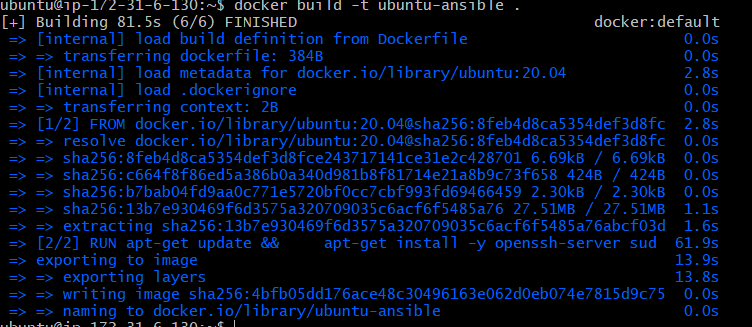 ubuntu@ip-172-31-6-130:~$ docker build -t ubuntu-ansible .
[+] Building 81.5s (6/6) FINISHED docker:default
=> [internal] load build definition from Dockerfile 0.0s
=> => transferring dockerfile: 384B 0.0s
=> [internal] load metadata for docker.io/library/ubuntu:20.04 2.8s
=> [internal] load .dockerignore 0.0s
=> => transferring context: 2B 0.0s
=> [1/2] FROM docker.io/library/ubuntu:20.04@sha256:8feb4d8ca5354def3d8fc 2.8s
=> => resolve docker.io/library/ubuntu:20.04@sha256:8feb4d8ca5354def3d8fc 0.0s
=> => sha256:8feb4d8ca5354def3d8fce243717141ce31e2c428701 6.69kB / 6.69kB 0.0s
=> => sha256:c664f8f86ed5a386b0a340d981b8f81714e21a8b9c73f658 424B / 424B 0.0s
=> => sha256:b7bab04fd9aa0c771e5720bf0cc7cbf993fd69466459 2.30kB / 2.30kB 0.0s
=> => sha256:13b7e930469f6d3575a320709035c6acf6f5485a76 27.51MB / 27.51MB 1.1s
=> => extracting sha256:13b7e930469f6d3575a320709035c6acf6f5485a76abcf03d 1.6s
=> [2/2] RUN apt-get update && apt-get install -y openssh-server sud 61.9s
=> exporting to image 13.9s
=> => exporting layers 13.8s
=> => writing image sha256:4bfb05dd176ace48c30496163e062d0eb074e7815d9c75 0.0s
=> => naming to docker.io/library/ubuntu-ansible 0.0s
ubuntu@ip-172-31-6-130:~$